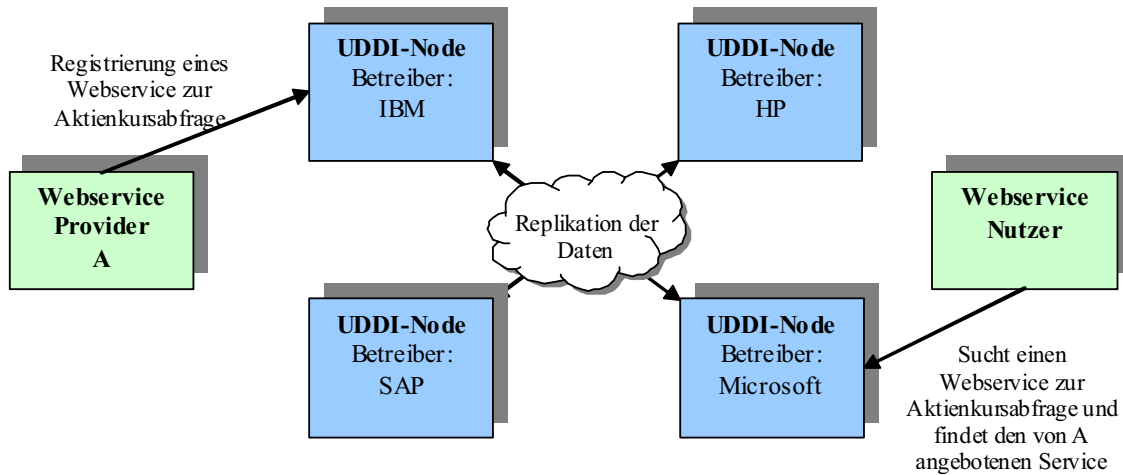 Registrierung eines
Webservice zur
Aktienkursabfrage
UDDI-Node
Betreiber:
IBM
UDDI-Node
Betreiber:
HP
Webservice
Provider
A
Replikation der
Daten
Webservice
Nutzer
UDDI-Node
Betreiber:
SAP
UDDI-Node
Betreiber:
Microsoft
Sucht einen
Webservice zur
Aktienkursabfrage und
findet den von A
angebotenen Service